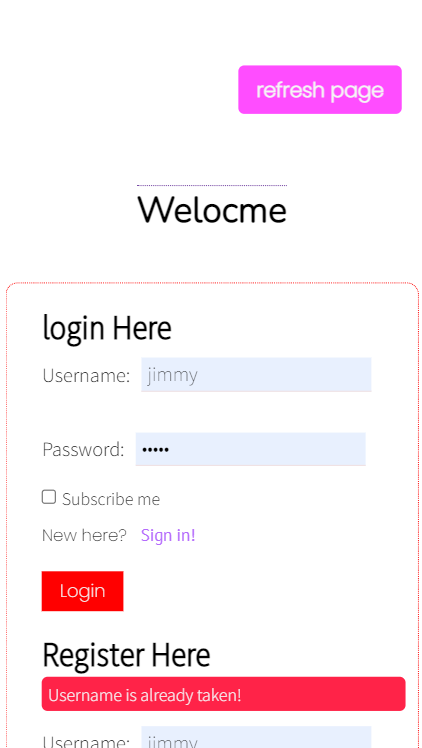 refresh page
Welocme
login Here
Username: jimmy
Password: •••••
Subscribe me
New here? Sign in!
Login
Register Here
Username is already taken!
Username: jimmy